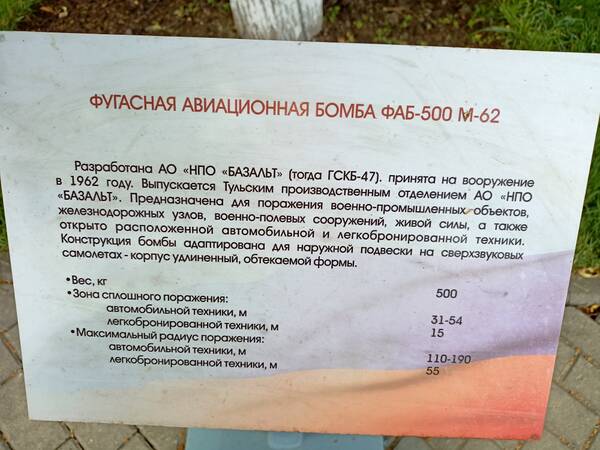 ФУГАСНАЯ АВИАЦИОННАЯ БОМБА ФАБ-500 М-62
Разработана АО "НПО "БАЗАЛЬТ" (тогда ГСКБ-47). принята на вооружение
в 1962 году. Выпускается Тульским производственным отделением АО "НПО
"БАЗАЛЬТ". Предназначена для поражения военно-промышленных объектов,
железнодорожных узлов, военно-полевых сооружений, живой силы, а также
открыто расположенной автомобильной и легкобронированной техники.
Конструкция бомбы адаптирована для наружной подвески на сверхзвуковых
самолетах - корпус удлиненный, обтекаемой формы.
•Вес, кг 500
•Зона сплошного поражения:
автомобильной техники, м 31-54
легкобронированной техники, м 15
•Максимальный радиус поражения:
автомобильной техники, м 110-190
легкобронированной техники, м 55